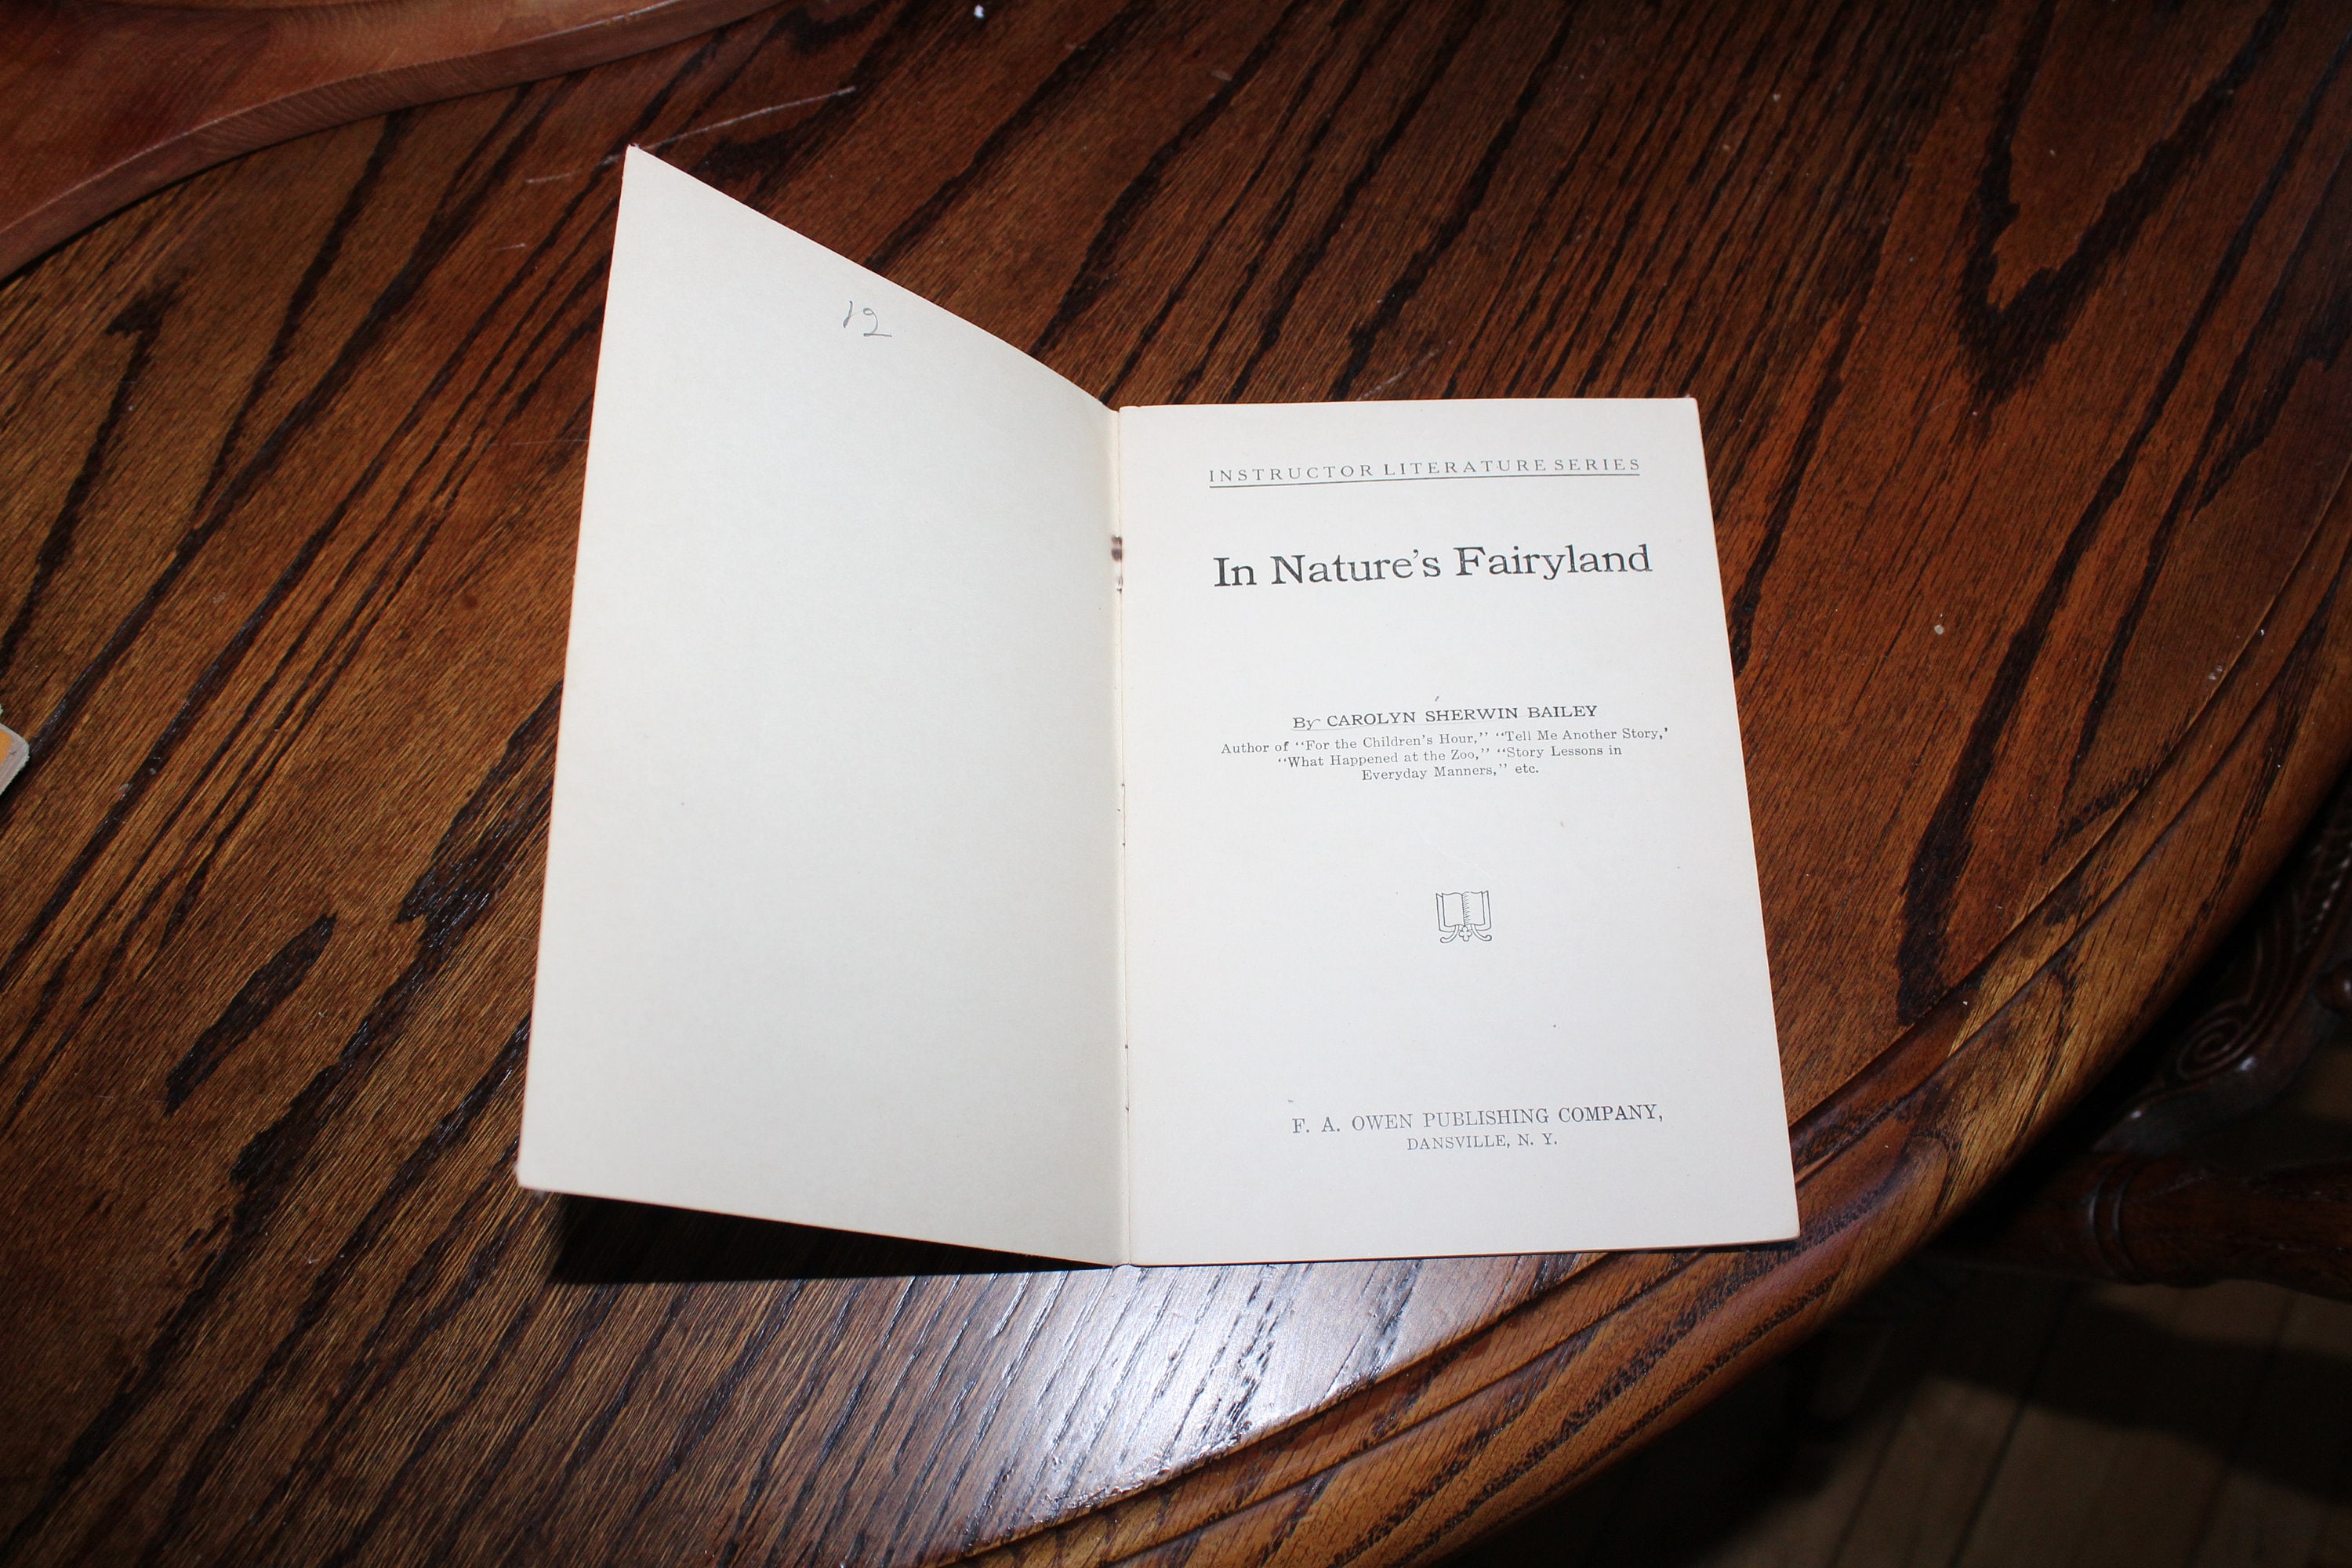 12
INSTRUCTOR LITERATURE SERIES
In Nature's Fairyland
By CAROLYN SHERWIN BAILEY
Author of "For the Children's Hour," "Tell Me Another Story,'
"What Happened at the Zoo," "Story Lessons in
Everyday Manners," etc.
F. A. OWEN PUBLISHING COMPANY,
DANSVILLE, N. Y.